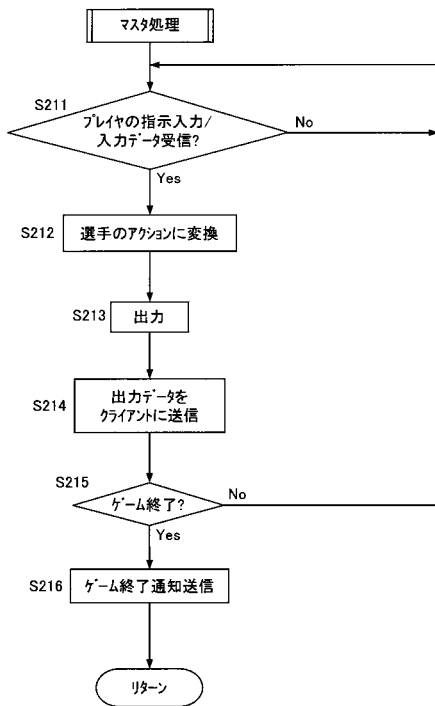 マスタ処理
S211
プレイヤの指示入力/
入力データ受信?
No
Yes
S212
選手のアクションに変換
S213
出力
S214
出力データを
クライアントに送信
S215
ゲーム終了?
No
Yes
S216
ゲーム終了通知送信
リターン